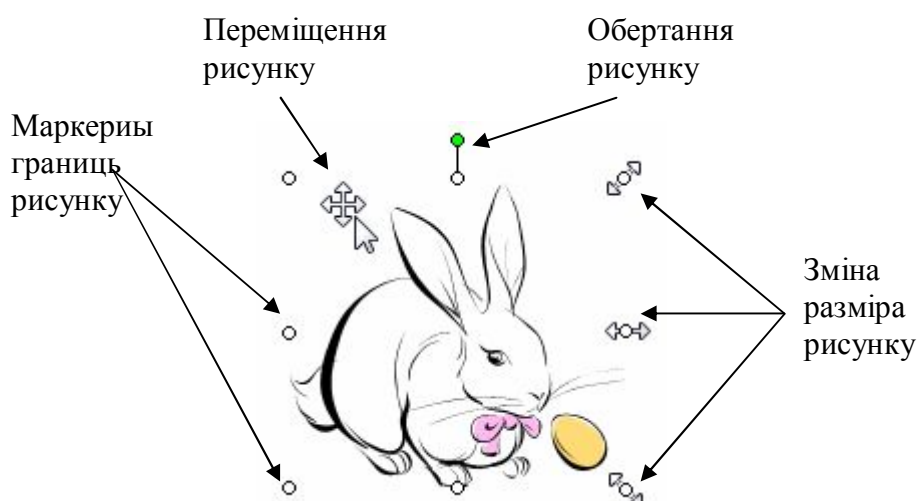 Переміщення
рисунку
Обертання
рисунку
Маркериы
границь
рисунку
Зміна
разміра
рисунку